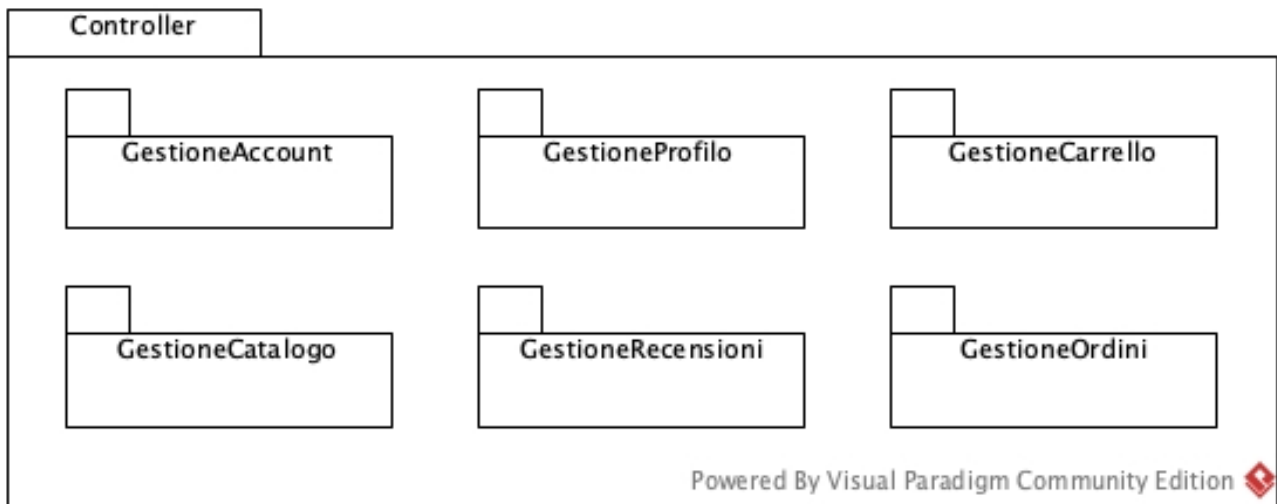 Controller
GestioneAccount
GestioneProfilo
GestioneCarrello
GestioneCatalogo
GestioneRecensioni
GestioneOrdini
Powered By Visual Paradigm Community Edition